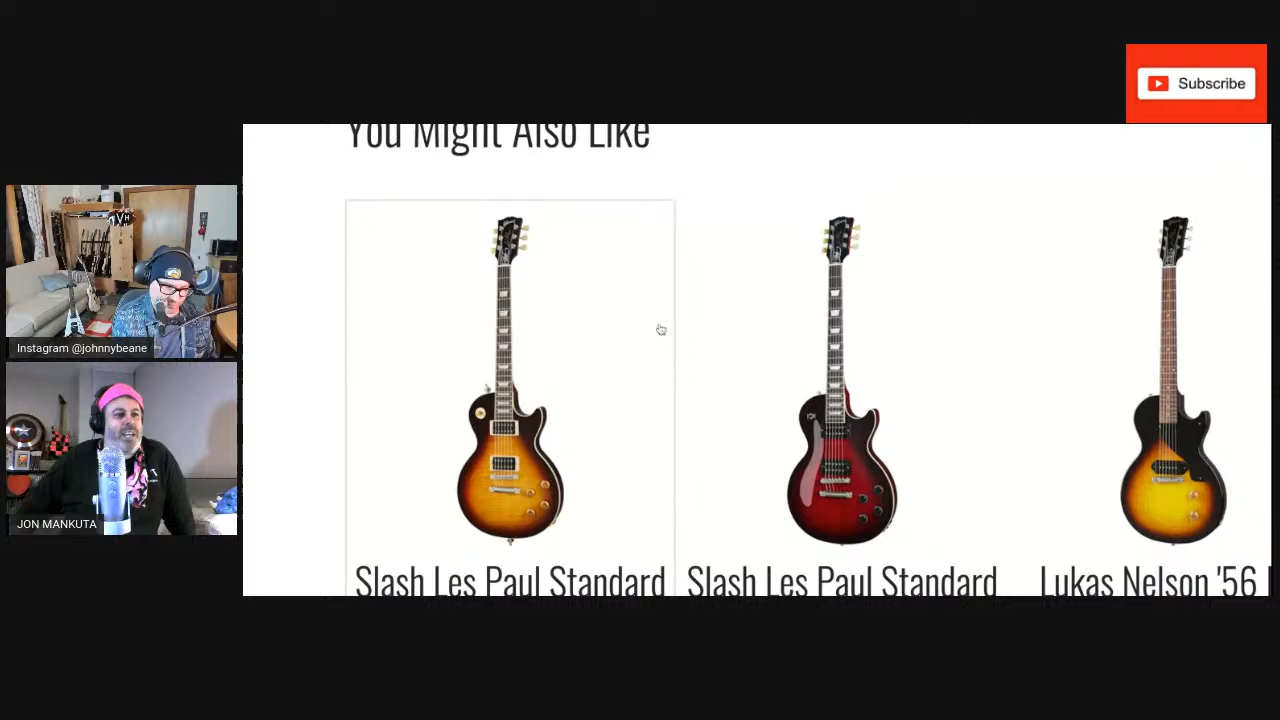 Subscribe
You Might Also Like
Instagram @johnnybeane
JON MANKUTA
Slash Les Paul Standard
Slash Les Paul Standard
Lukas Nelson '56